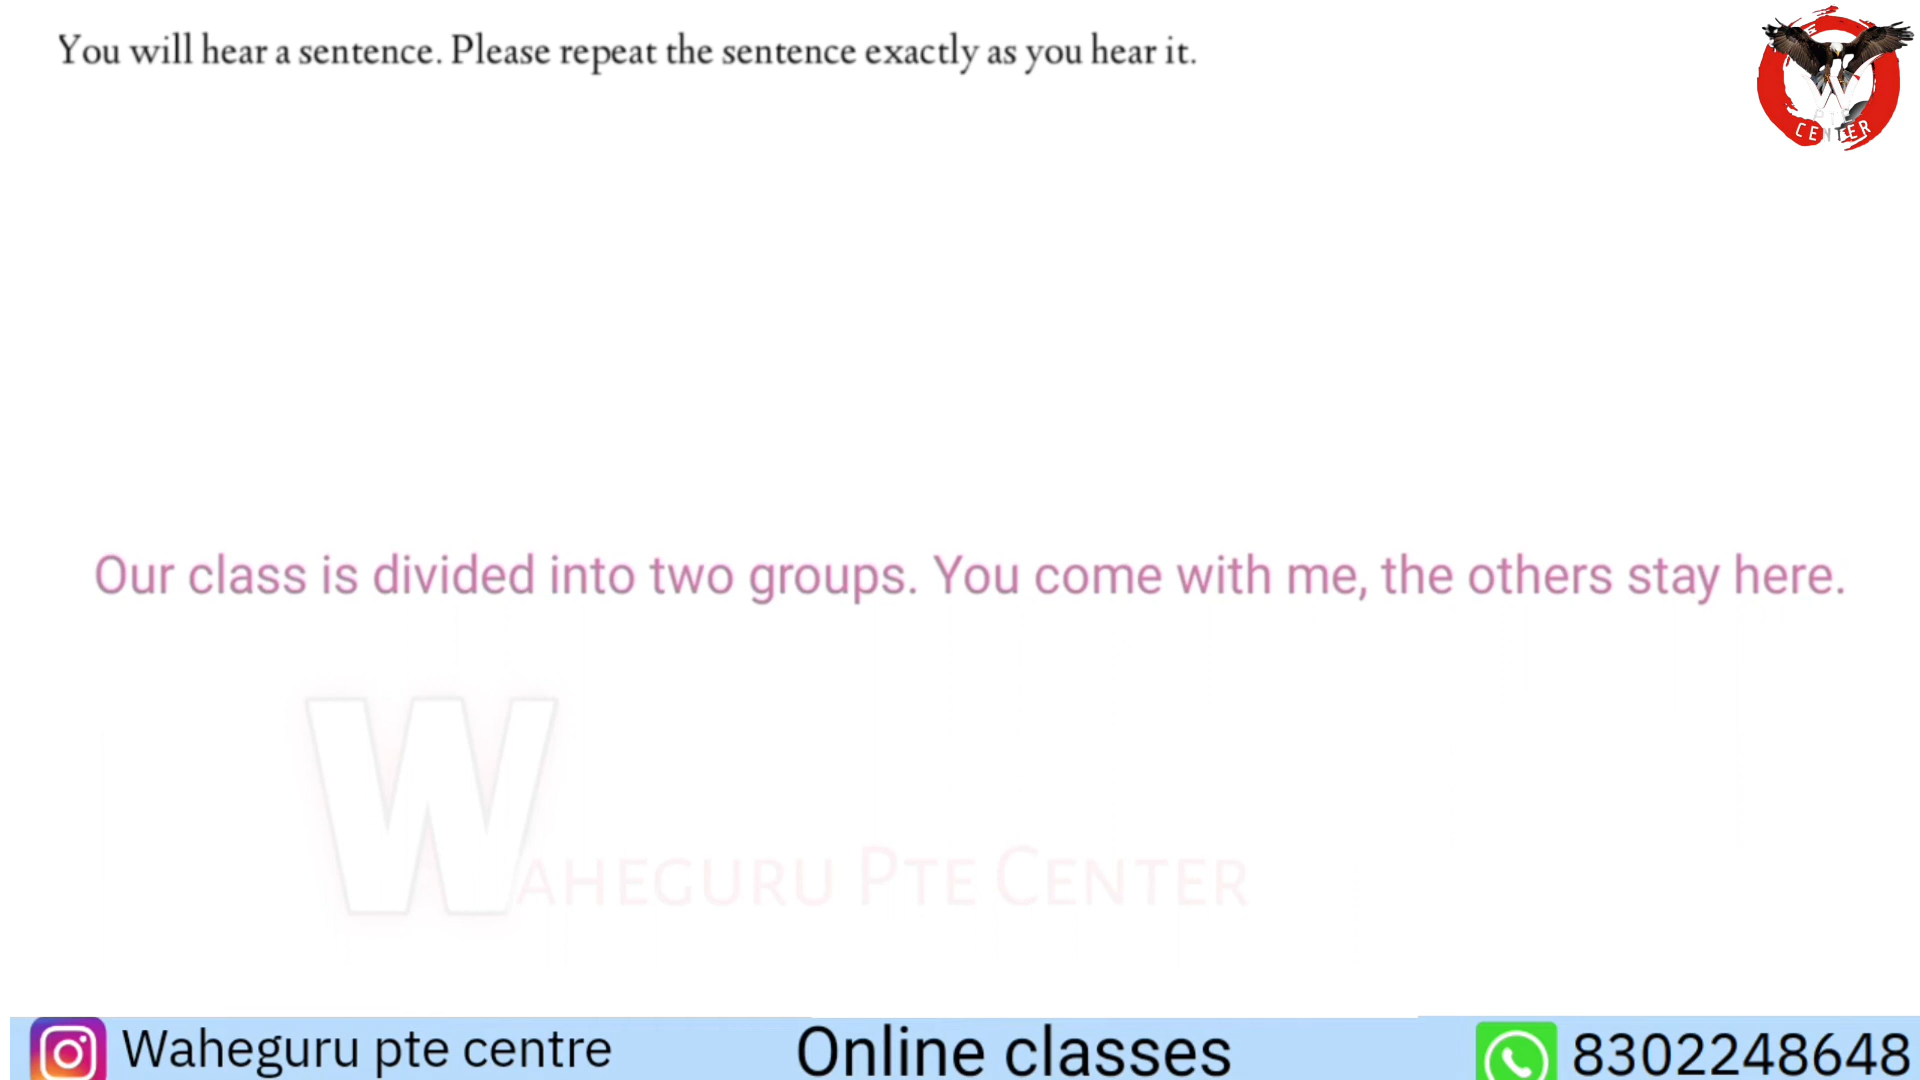 You will hear a sentence. Please repeat the sentence exactly as you hear it.
CENTER
Our class is divided into two groups. You come with me, the others stay here.
WAHEGURU PTE CENTER
Waheguru pte centre
Online classes
8302248648